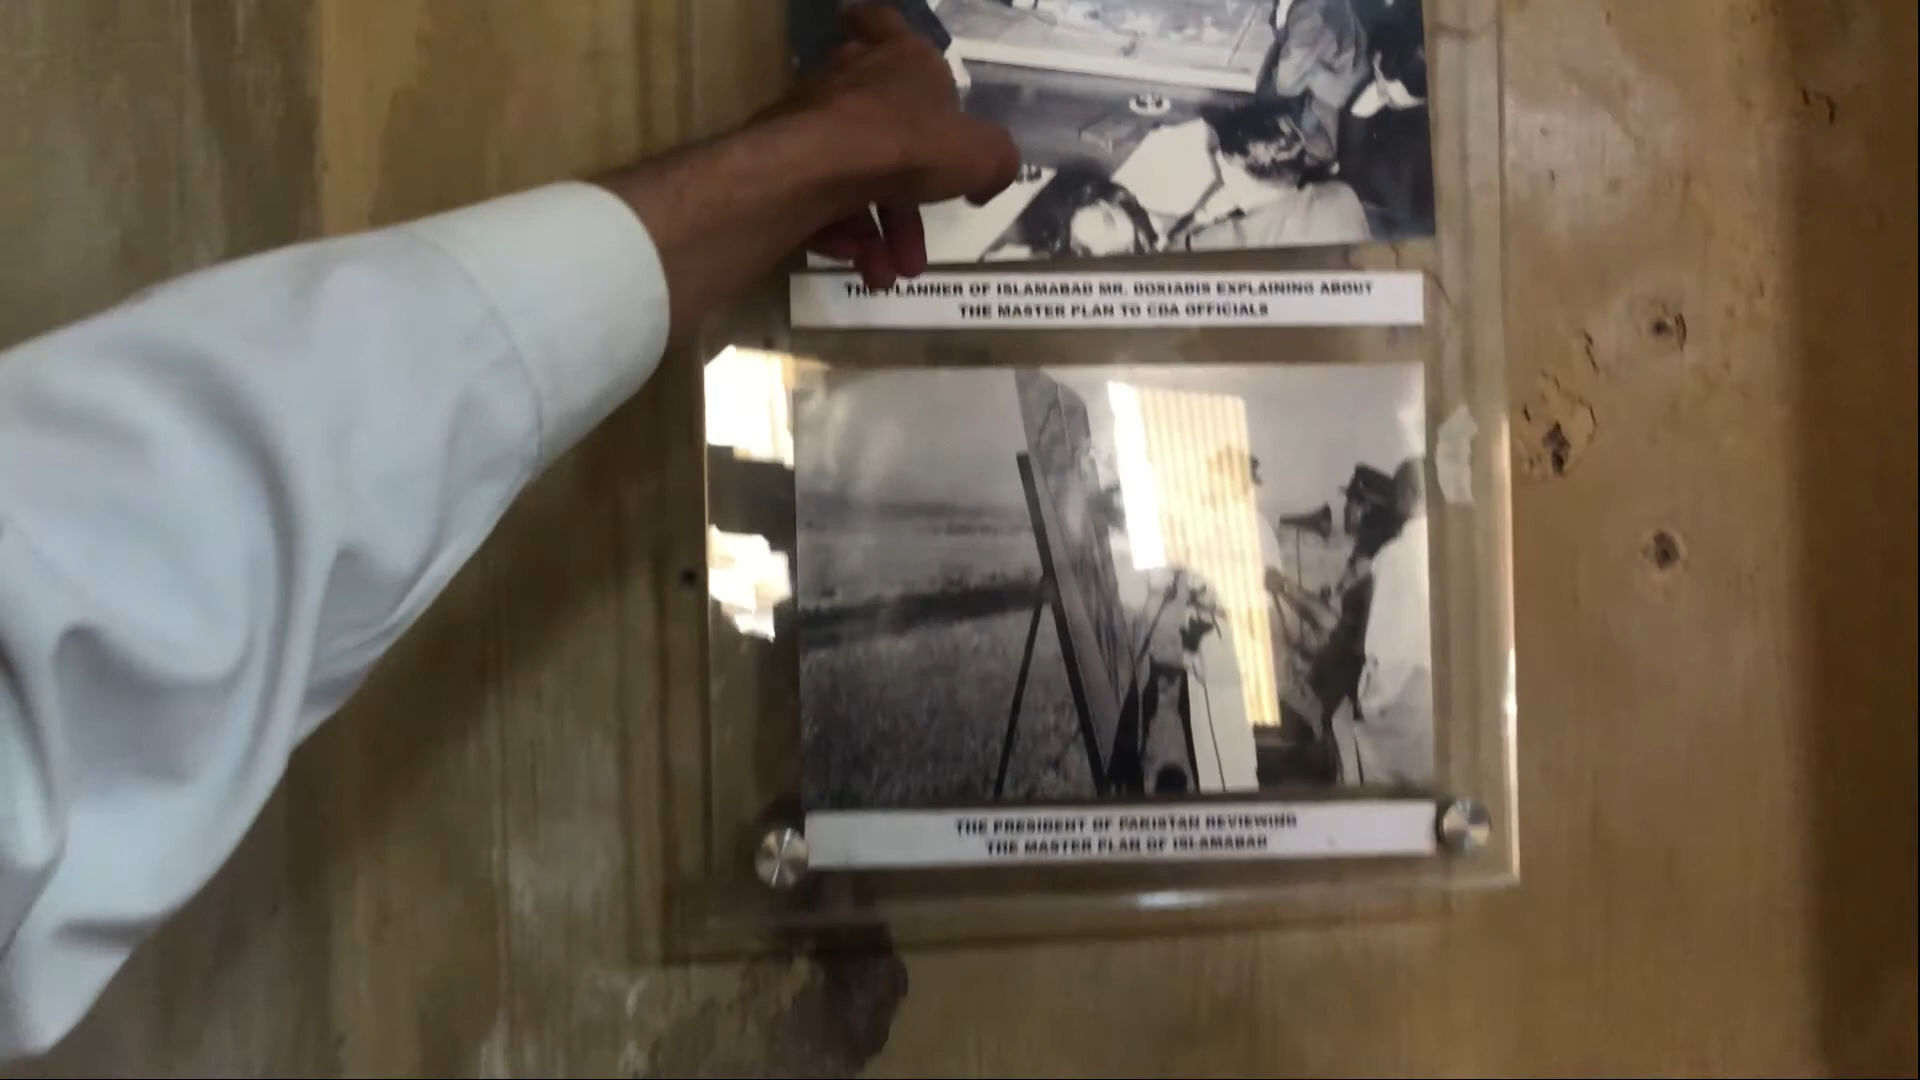 THE PLANNER OF ISLAMABAD MR. DOXIADIS EXPLAINING ABOUT
THE MASTER PLAN TO CDA OFFICIALS
THE PRESIDENT OF PAKISTAN REVIEWING
THE MASTER PLAN OF ISLAMABAD